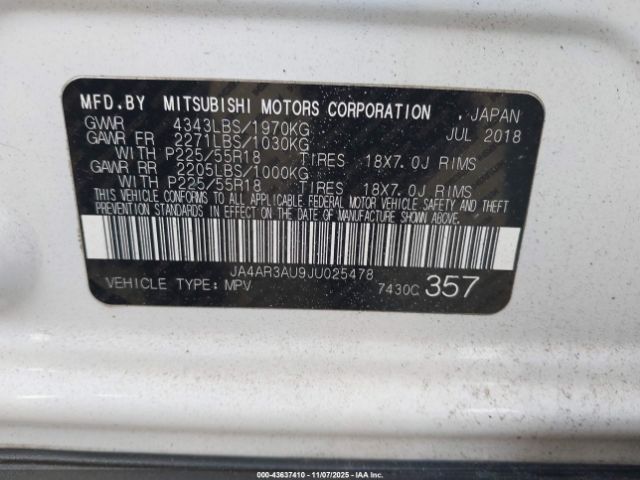 MFD.BY MITSUBISHI MOTORS CORPORATION , JAPAN
GWWR 4343LBS/1970KG JUL 2018
GAWR FR 2271LBS/1030KG
WITH P225/55R18 TIRES 18X7.0J RIMS
GAWR RR 2205LBS/1000KG
WITH P225/55R18 TIRES 18X7.0J RIMS
THIS VEHICLE CONFORMS TO ALL APPLICABLE FEDERAL MOTOR VEHICLE SAFETY AND THEFT
PREVENTION STANDARDS IN EFFECT ON THE DATE OF MANUFACTURE SHOWN ABOVE.
JA4AR3AU9JU025478
VEHICLE TYPE: MPV 7430C 357
000-43637410 - 11/07/2025 - IAAI.CA